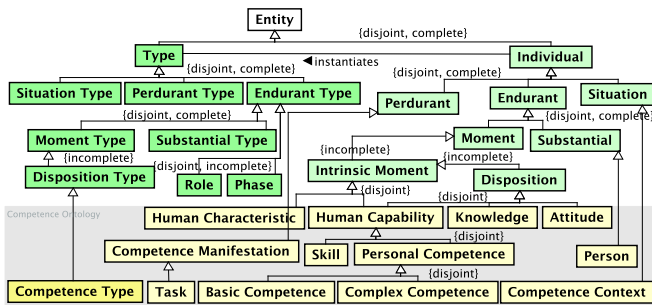 Entity
{disjoint, complete}
Type
◄ instantiates
Individual
{disjoint, complete}
{disjoint, complete}
Situation Type
Perdurant Type
Endurant Type
Perdurant
Endurant
Situation
{disjoint, complete}
{disjoint, complete}
Moment Type
Substantial Type
Moment
Substantial
{incomplete}
{incomplete}
{disjoint, incomplete}
{incomplete}
Disposition Type
Role
Phase
Intrinsic Moment
Disposition
{disjoint}
{disjoint}
Competence Ontology
Human Characteristic
Human Capability
Knowledge
Attitude
{disjoint}
Competence Manifestation
Skill
Personal Competence
Person
{disjoint}
Competence Type
Task
Basic Competence
Complex Competence
Competence Context